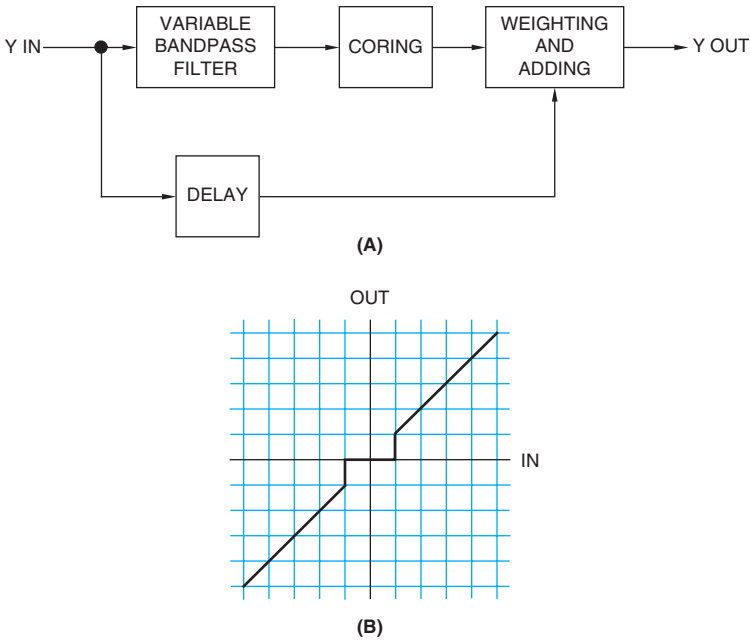 Y IN
VARIABLE
BANDPASS
FILTER
CORING
WEIGHTING
AND
ADDING
Y OUT
DELAY
(A)
OUT
IN
(B)